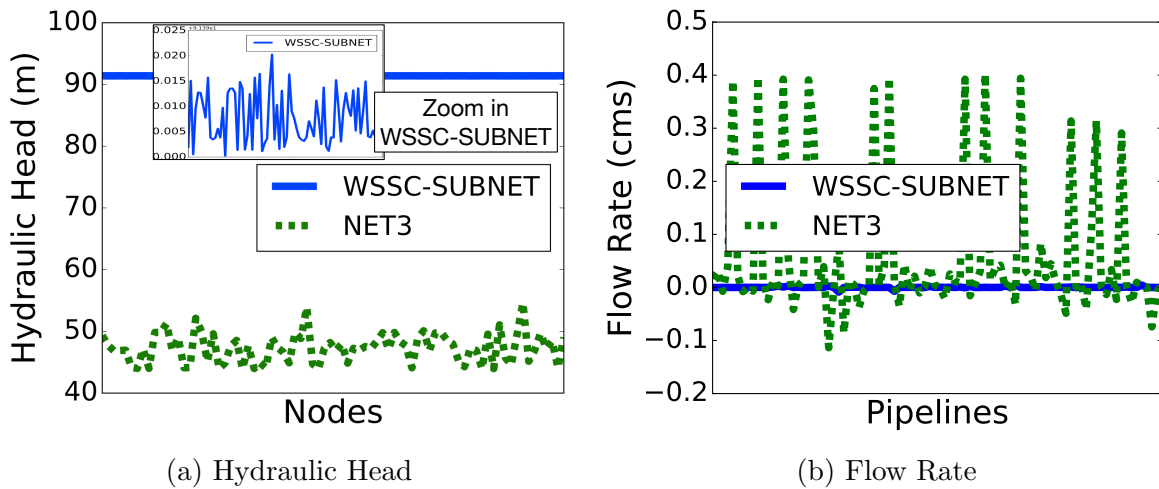 100
90
80
70
60
50
40
Hydraulic Head (m)
+9.139e1
0.025
0.020
0.015
0.010
0.005
0.000
WSSC-SUBNET
Zoom in
WSSC-SUBNET
WSSC-SUBNET
NET3
Nodes
(a) Hydraulic Head
0.5
0.4
0.3
0.2
0.1
0.0
−0.1
−0.2
Flow Rate (cms)
WSSC-SUBNET
NET3
Pipelines
(b) Flow Rate